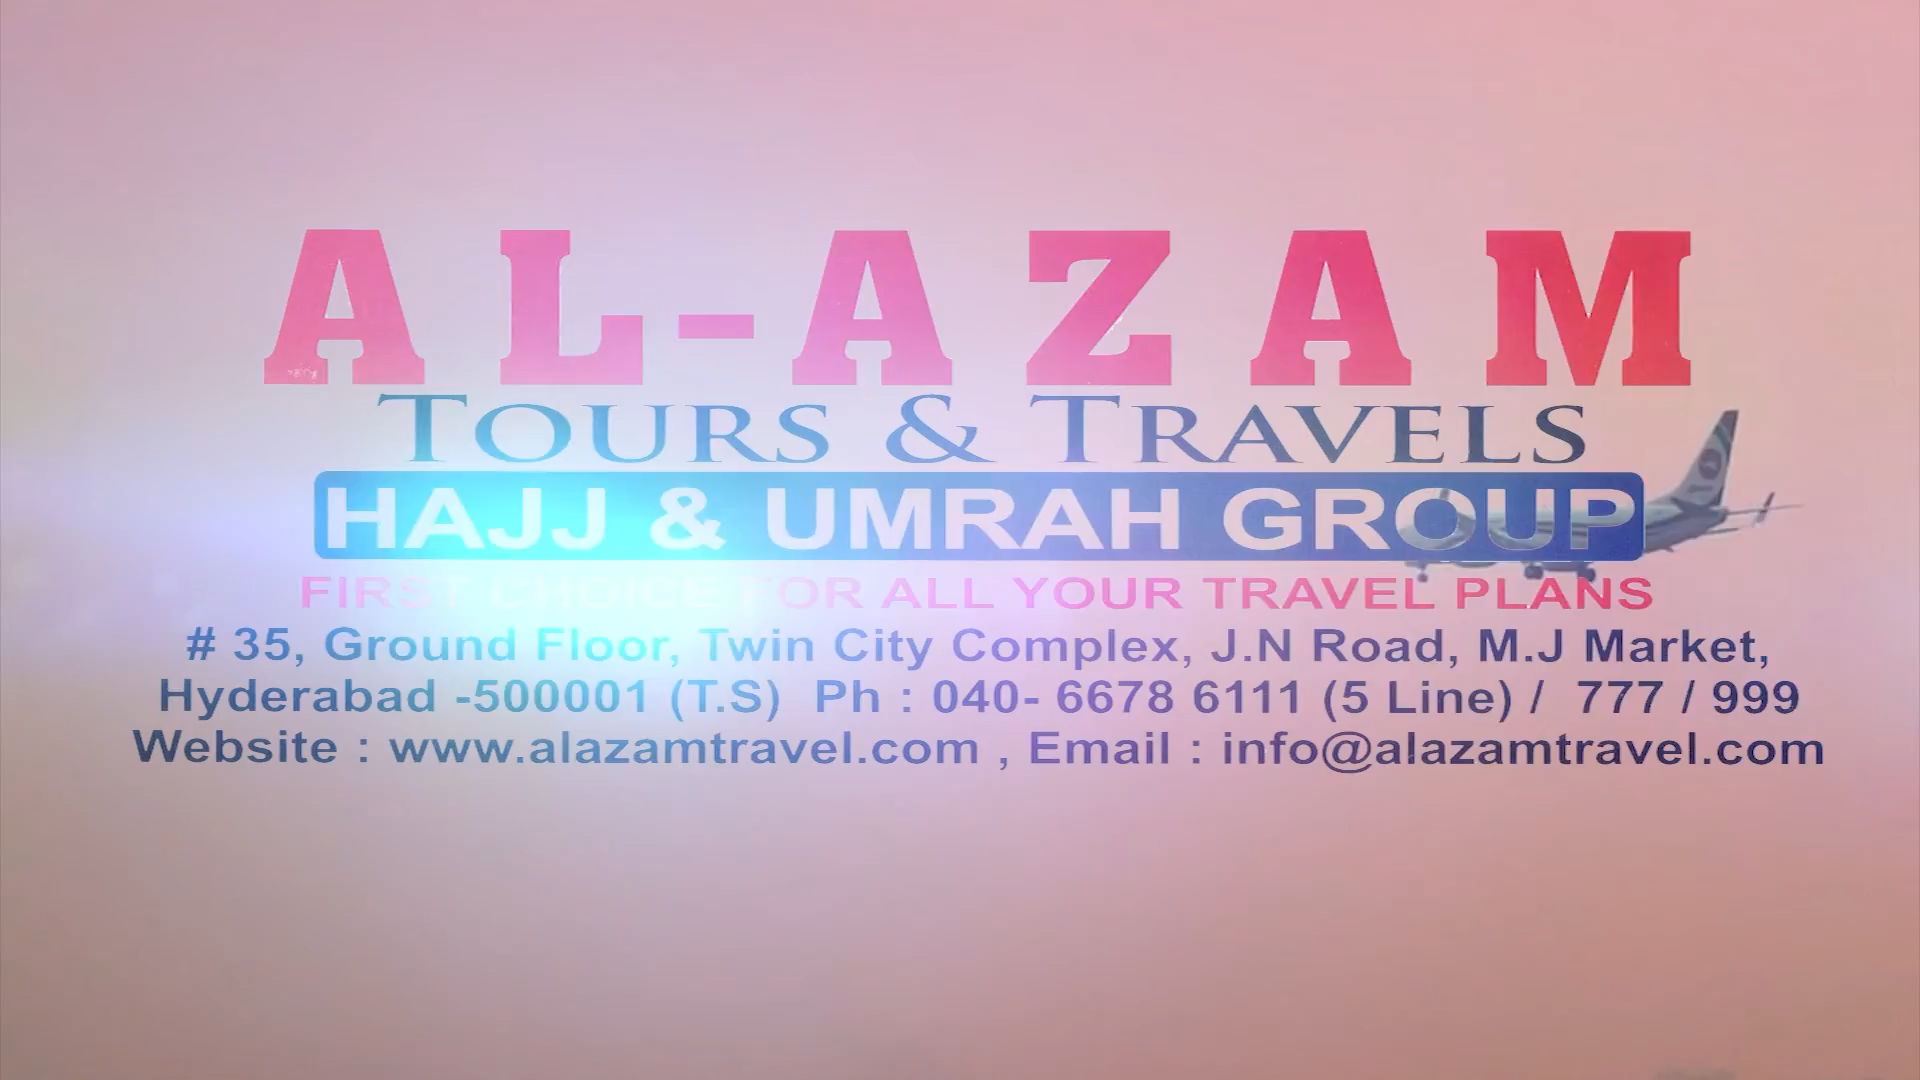 AL-AZAM
TOURS & TRAVELS
HAJJ & UMRAH GROUP
FIRST CHOICE FOR ALL YOUR TRAVEL PLANS
# 35, Ground Floor, Twin City Complex, J.N Road, M.J Market,
Hyderabad -500001 (T.S) Ph : 040- 6678 6111 (5 Line) / 777 / 999
Website : www.alazamtravel.com , Email : info@alazamtravel.com